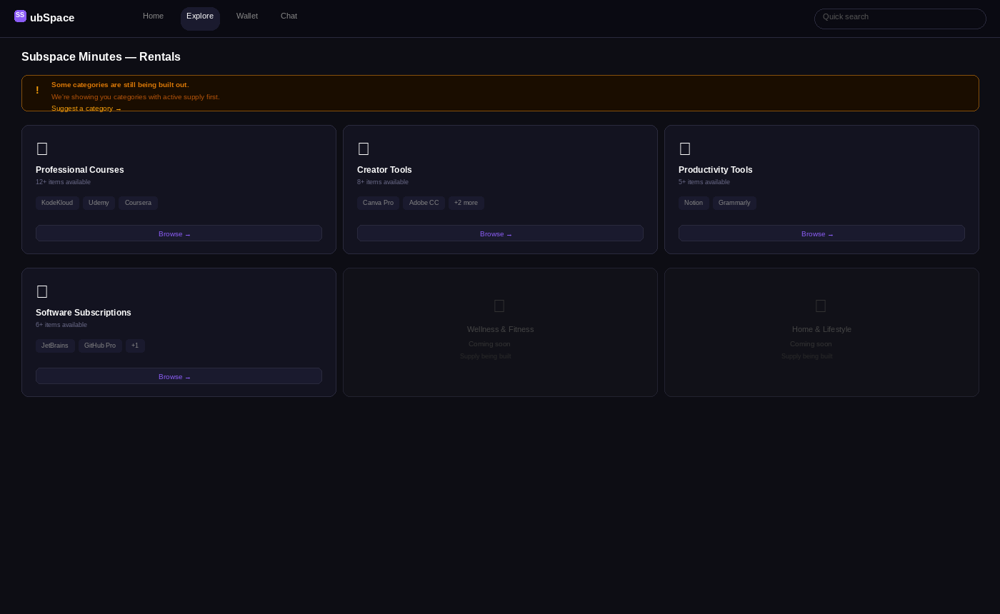 SS ubSpace
Home Explore Wallet Chat
Quick search
Subspace Minutes — Rentals
!
Some categories are still being built out.
We're showing you categories with active supply first.
Suggest a category →
Professional Courses
12+ items available
KodeKloud Udemy Coursera
Browse →
Creator Tools
8+ items available
Canva Pro Adobe CC +2 more
Browse →
Productivity Tools
5+ items available
Notion Grammarly
Browse →
Software Subscriptions
6+ items available
JetBrains GitHub Pro +1
Browse →
Wellness & Fitness
Coming soon
Supply being built
Home & Lifestyle
Coming soon
Supply being built